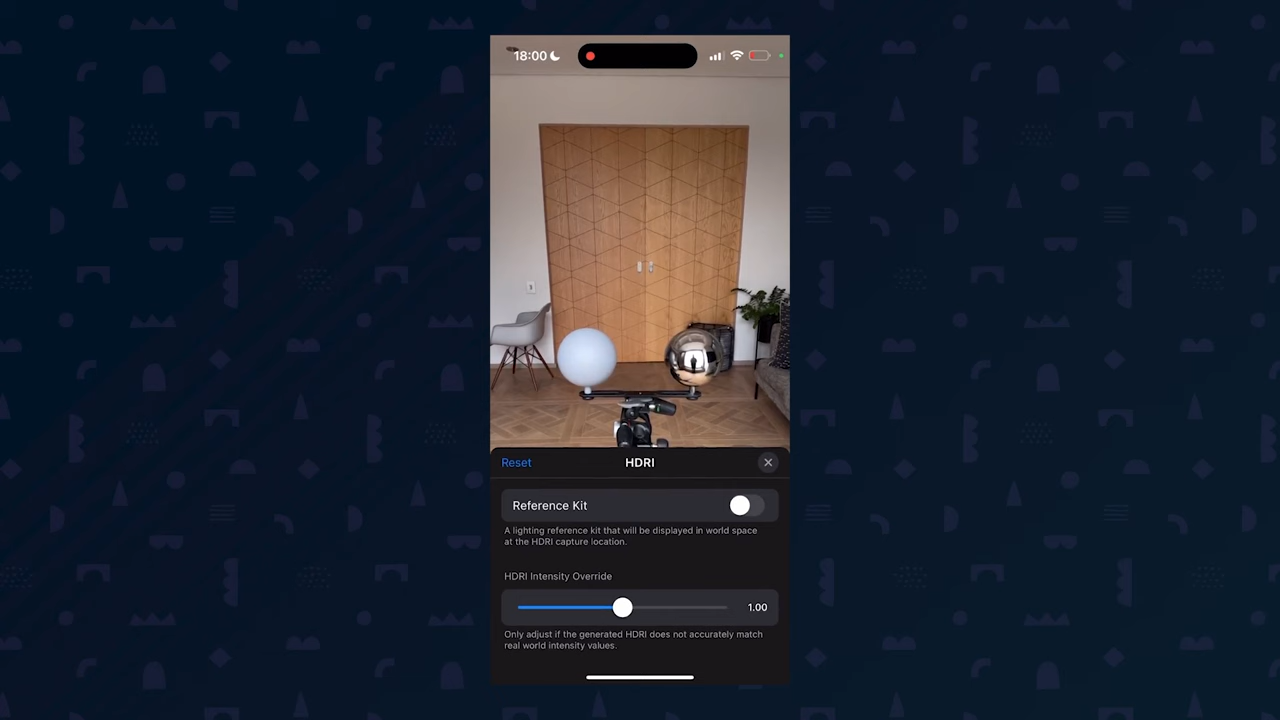 18:00
Reset
HDRI
Reference Kit
A lighting reference kit that will be displayed in world space
at the HDRI capture location.
HDRI Intensity Override
1.00
Only adjust if the generated HDRI does not accurately match
real world intensity values.